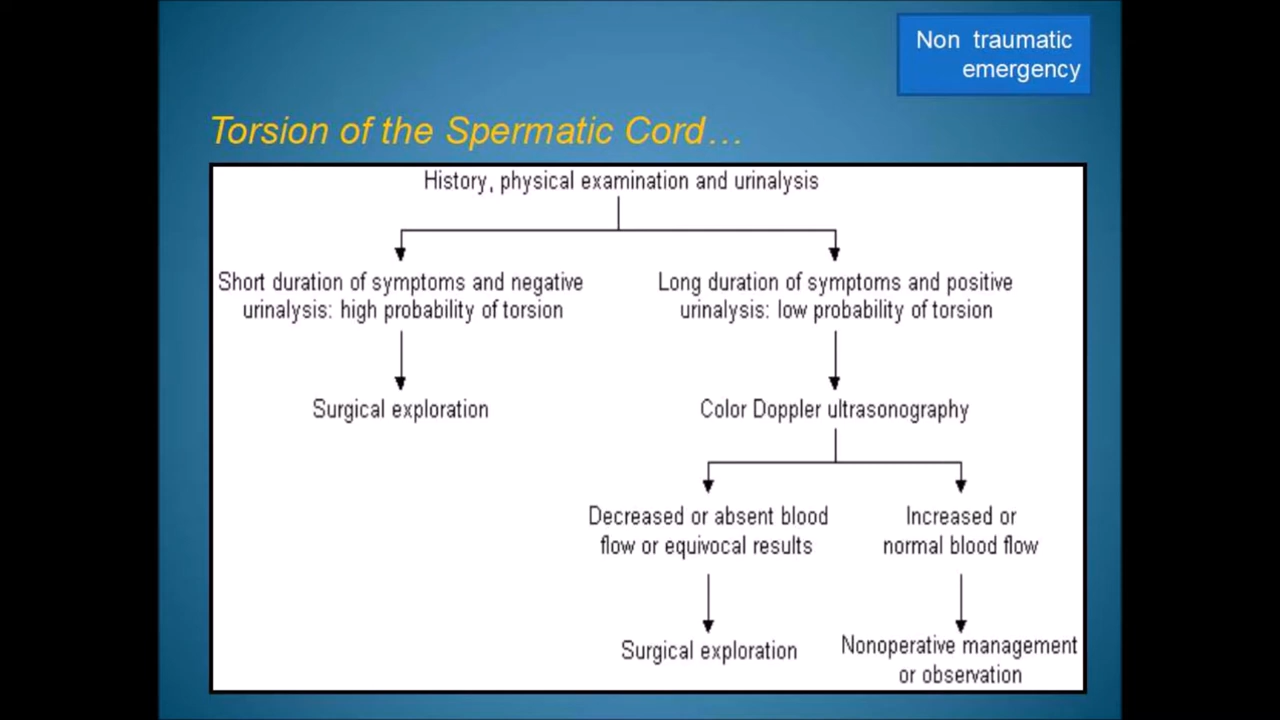 Non traumatic
emergency
Torsion of the Spermatic Cord...
History, physical examination and urinalysis
Short duration of symptoms and negative
urinalysis: high probability of torsion
Long duration of symptoms and positive
urinalysis: low probability of torsion
Surgical exploration
Color Doppler ultrasonography
Decreased or absent blood
flow or equivocal results
Increased or
normal blood flow
Surgical exploration
Nonoperative management
or observation